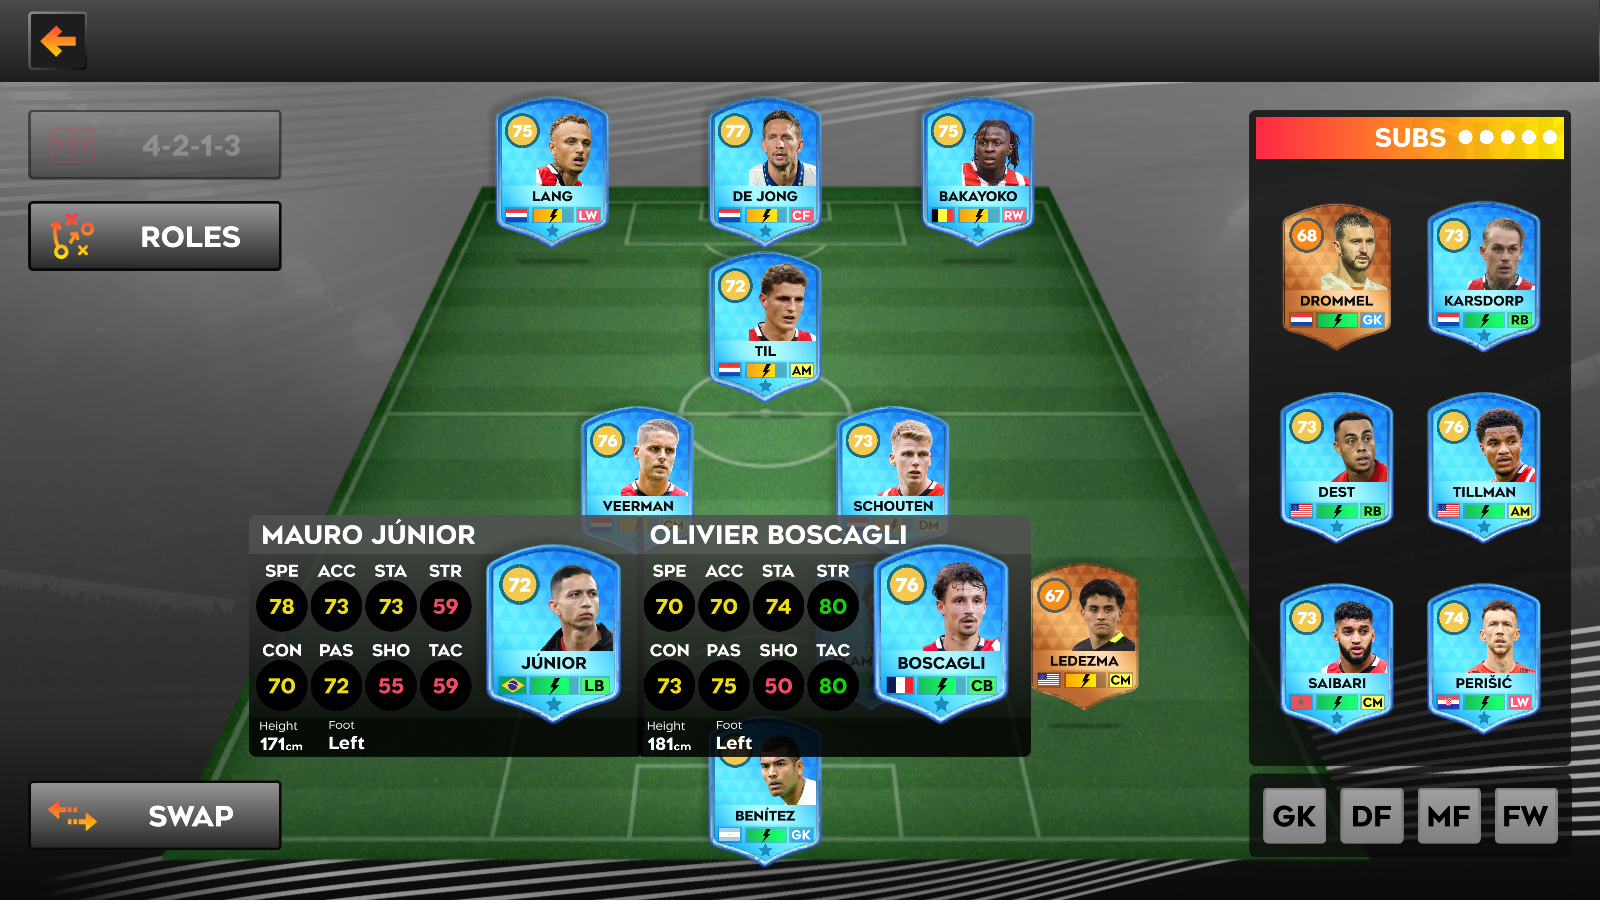 4-2-1-3
ROLES
75
LANG
LW
77
DE JONG
CF
75
BAKAYOKO
RW
72
TIL
AM
76
VEERMAN
CM
73
SCHOUTEN
DM
MAURO JÚNIOR
SPE ACC STA STR
78 73 73 59
CON PAS SHO TAC
70 72 55 59
Height Foot
171cm Left
72
JÚNIOR
LB
OLIVIER BOSCAGLI
SPE ACC STA STR
70 70 74 80
CON PAS SHO TAC
73 75 50 80
Height Foot
181cm Left
76
BOSCAGLI
CB
67
LEDEZMA
CM
BENÍTEZ
GK
SWAP
SUBS
68
DROMMEL
GK
73
KARSDORP
RB
73
DEST
RB
76
TILLMAN
AM
73
SAIBARI
CM
74
PERIŠIĆ
LW
GK DF MF FW